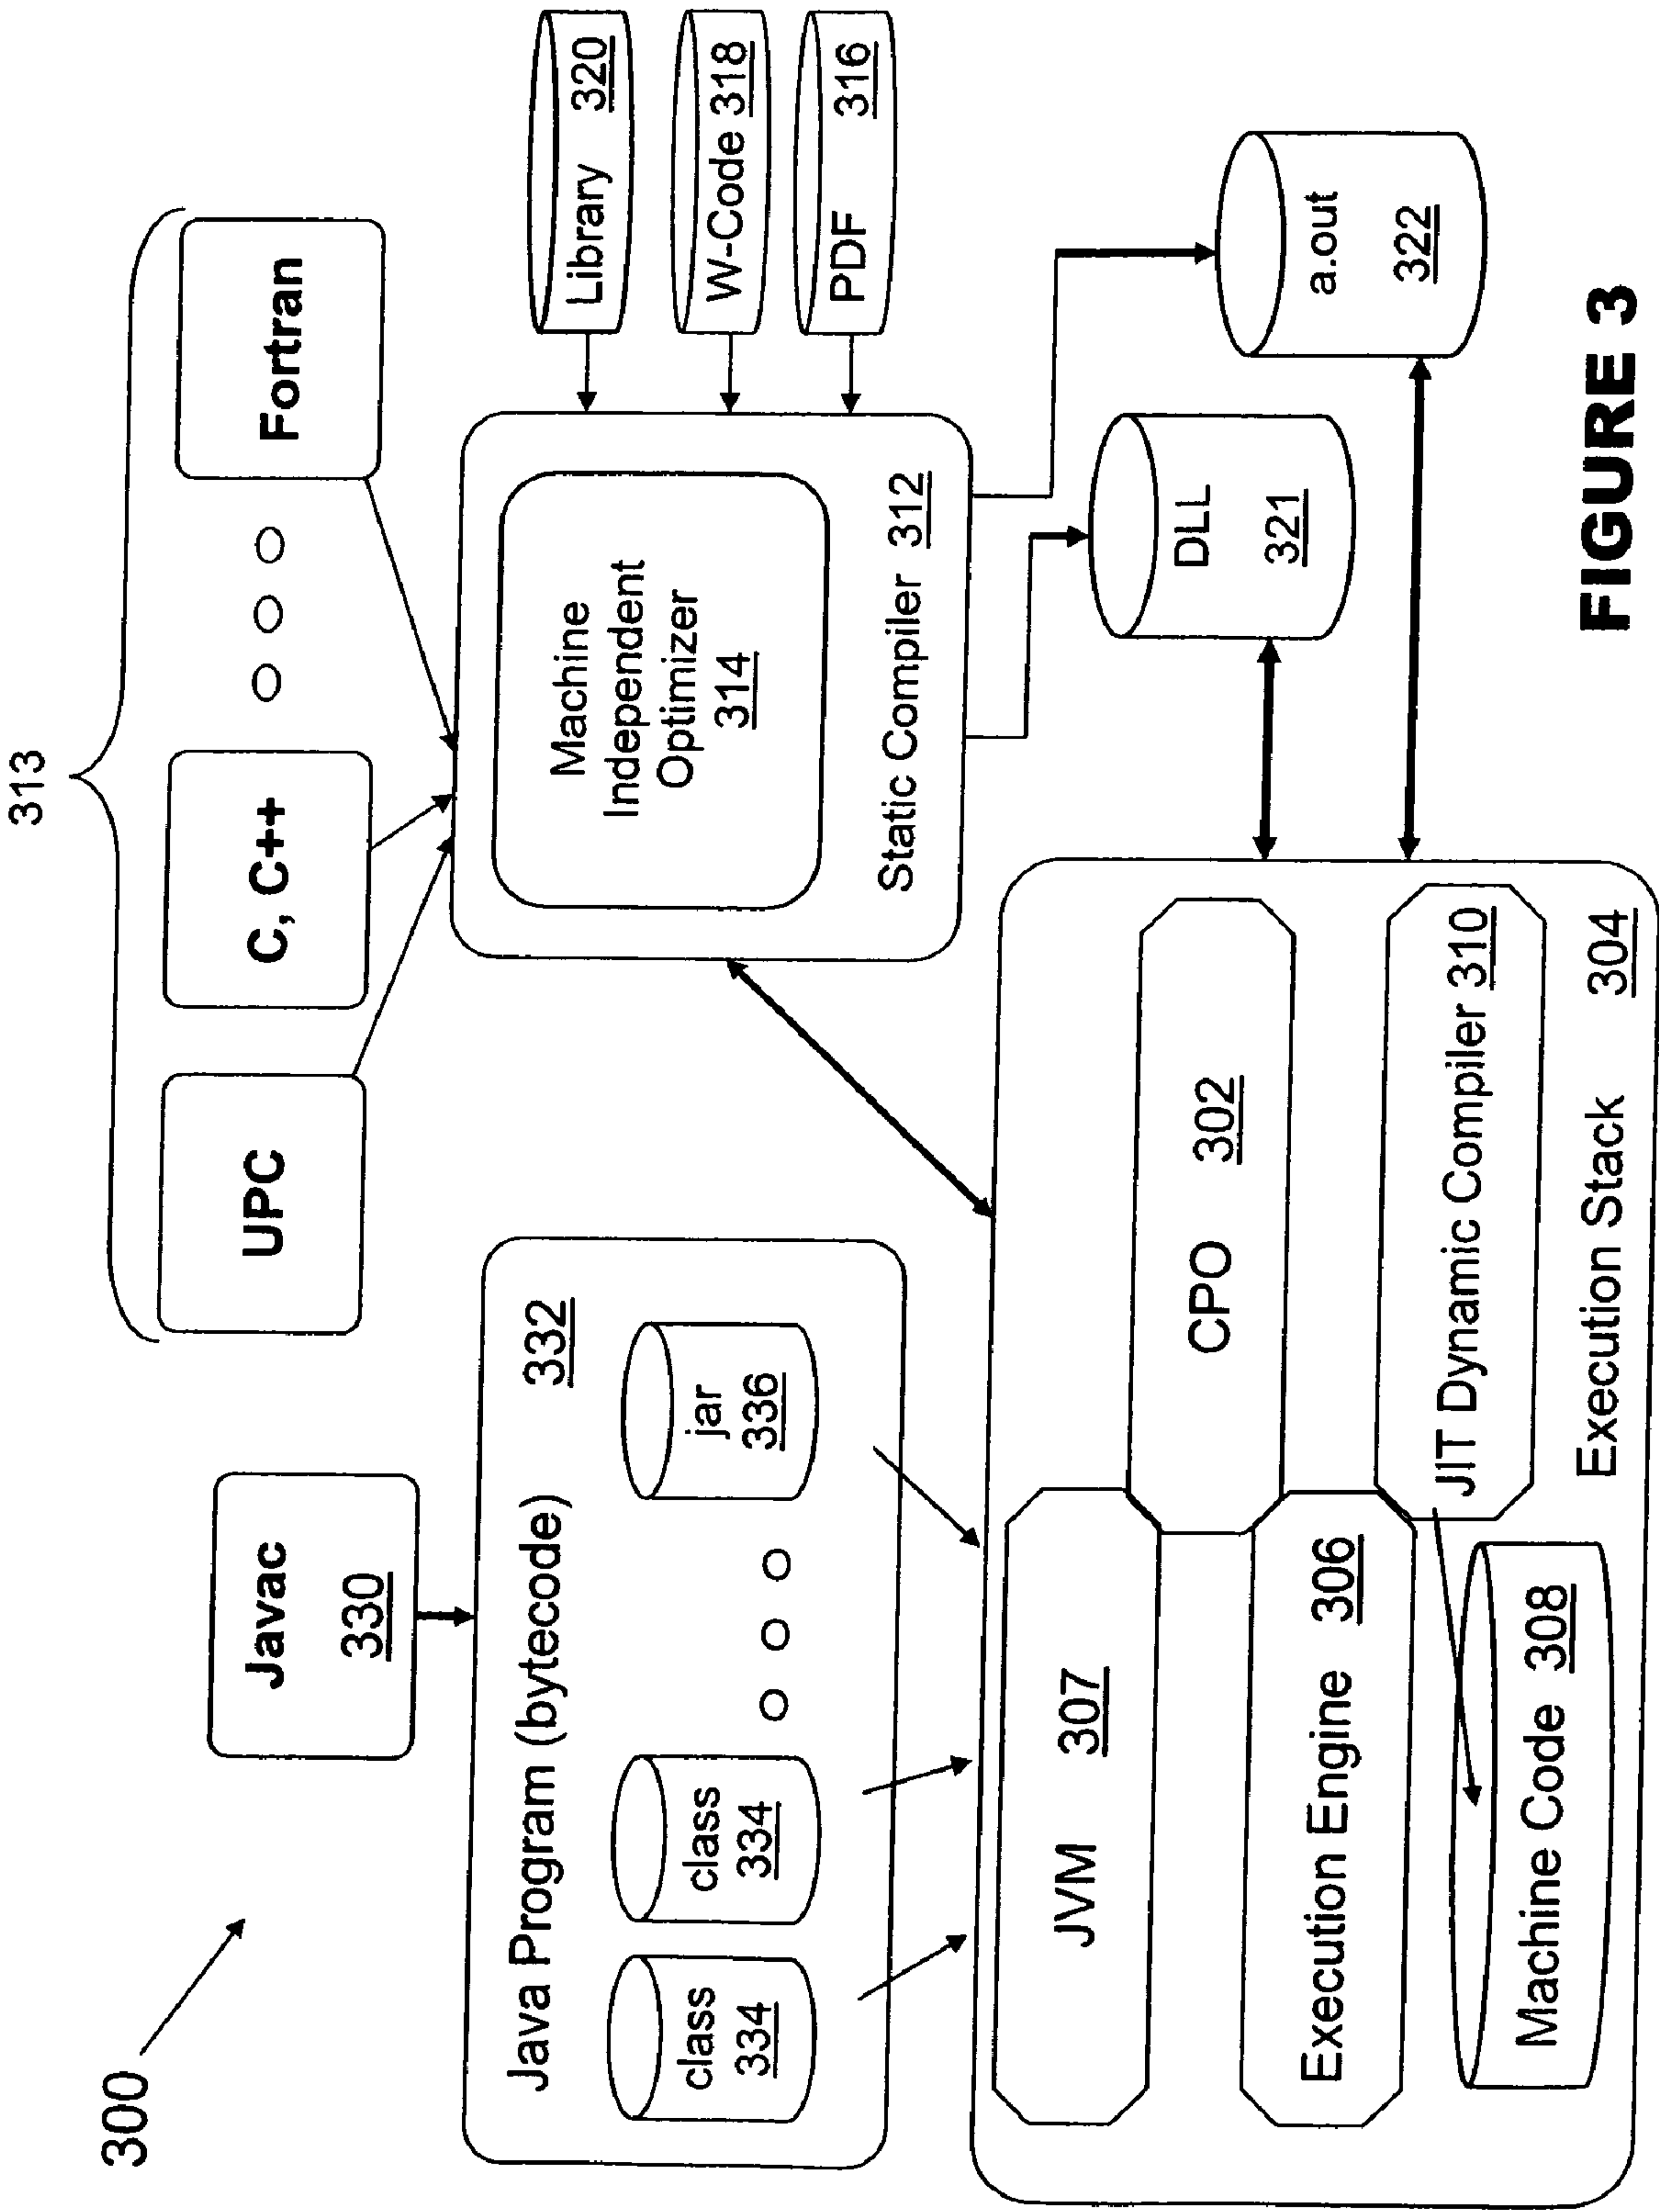 300
313
Javac
330
UPC
C, C++
Fortran
Java Program (bytecode)
332
class
334
class
334
jar
336
Machine
Independent
Optimizer
314
Static Compiler 312
Library 320
W-Code 318
PDF 316
JVM 307
CPO 302
Execution Engine 306
JIT Dynamic Compiler 310
Machine Code 308
Execution Stack 304
DLL
321
a.out
322
FIGURE 3